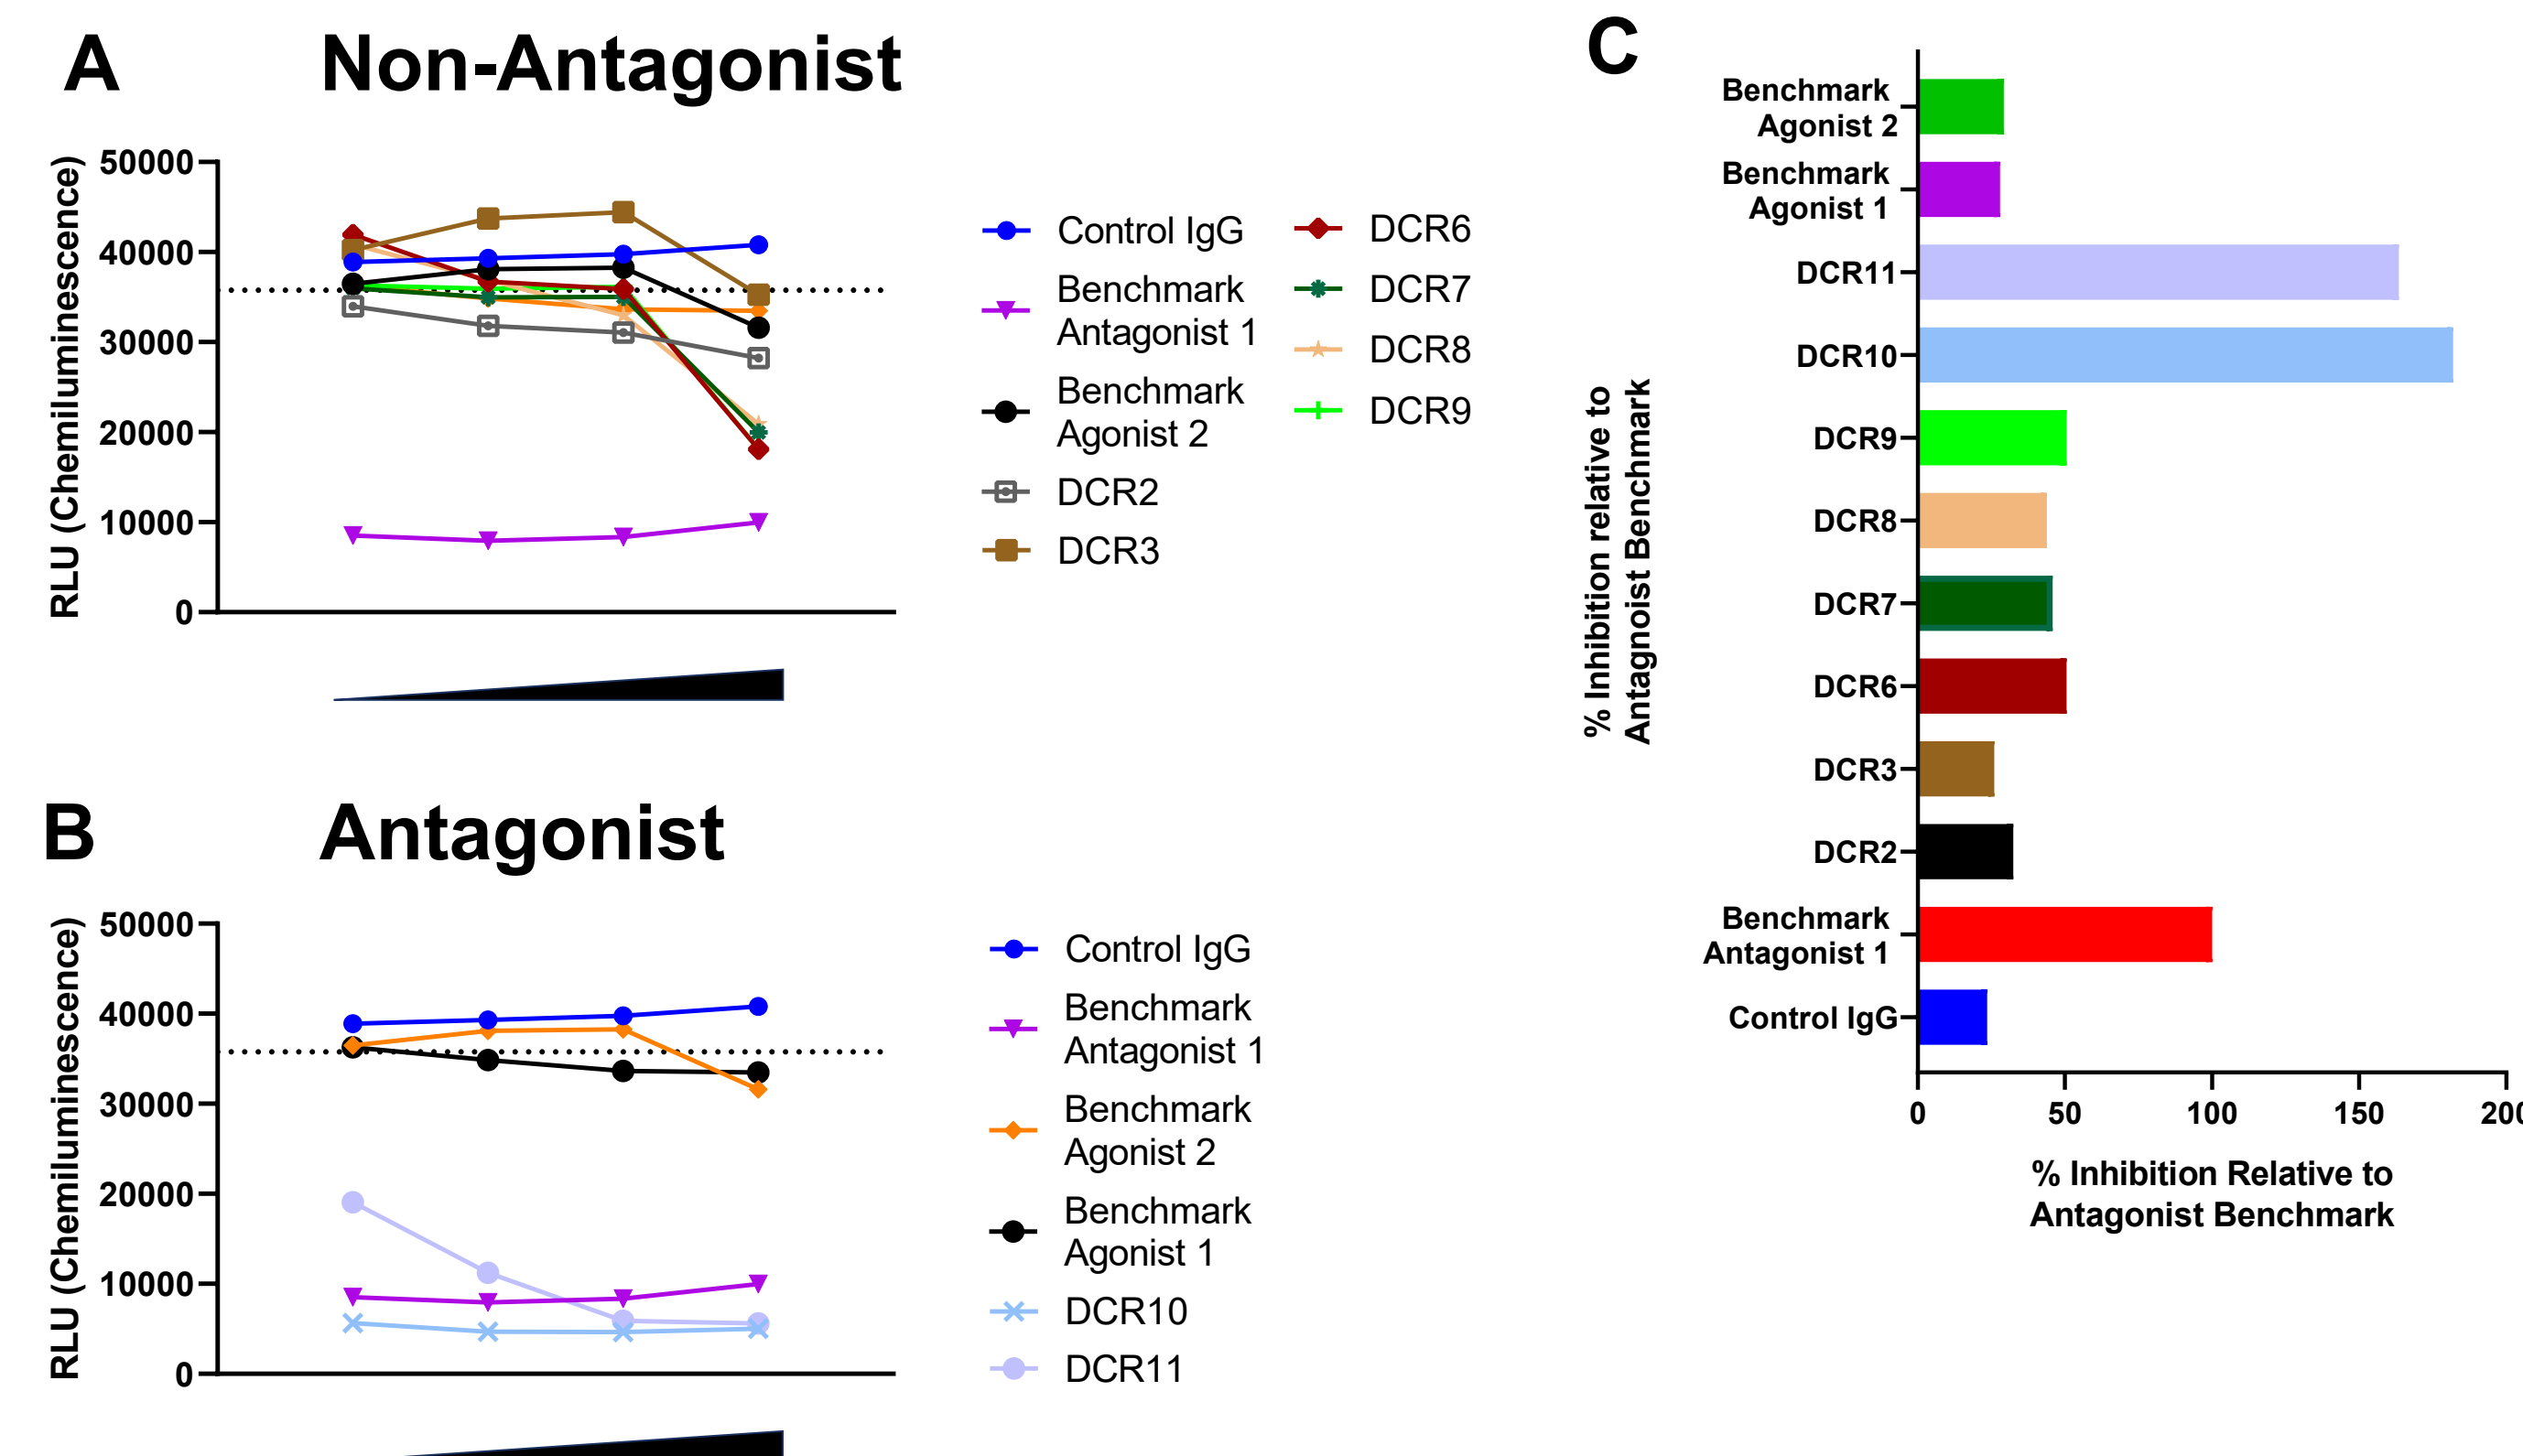 A
Non-Antagonist
RLU (Chemiluminescence)
50000
40000
30000
20000
10000
0
Control IgG
Benchmark
Antagonist 1
Benchmark
Agonist 2
DCR2
DCR3
DCR6
DCR7
DCR8
DCR9
B
Antagonist
RLU (Chemiluminescence)
50000
40000
30000
20000
10000
0
Control IgG
Benchmark
Antagonist 1
Benchmark
Agonist 2
Benchmark
Agonist 1
DCR10
DCR11
C
% Inhibition relative to
Antagnoist Benchmark
Benchmark
Agonist 2
Benchmark
Agonist 1
DCR11
DCR10
DCR9
DCR8
DCR7
DCR6
DCR3
DCR2
Benchmark
Antagonist 1
Control IgG
0 50 100 150 200
% Inhibition Relative to
Antagonist Benchmark